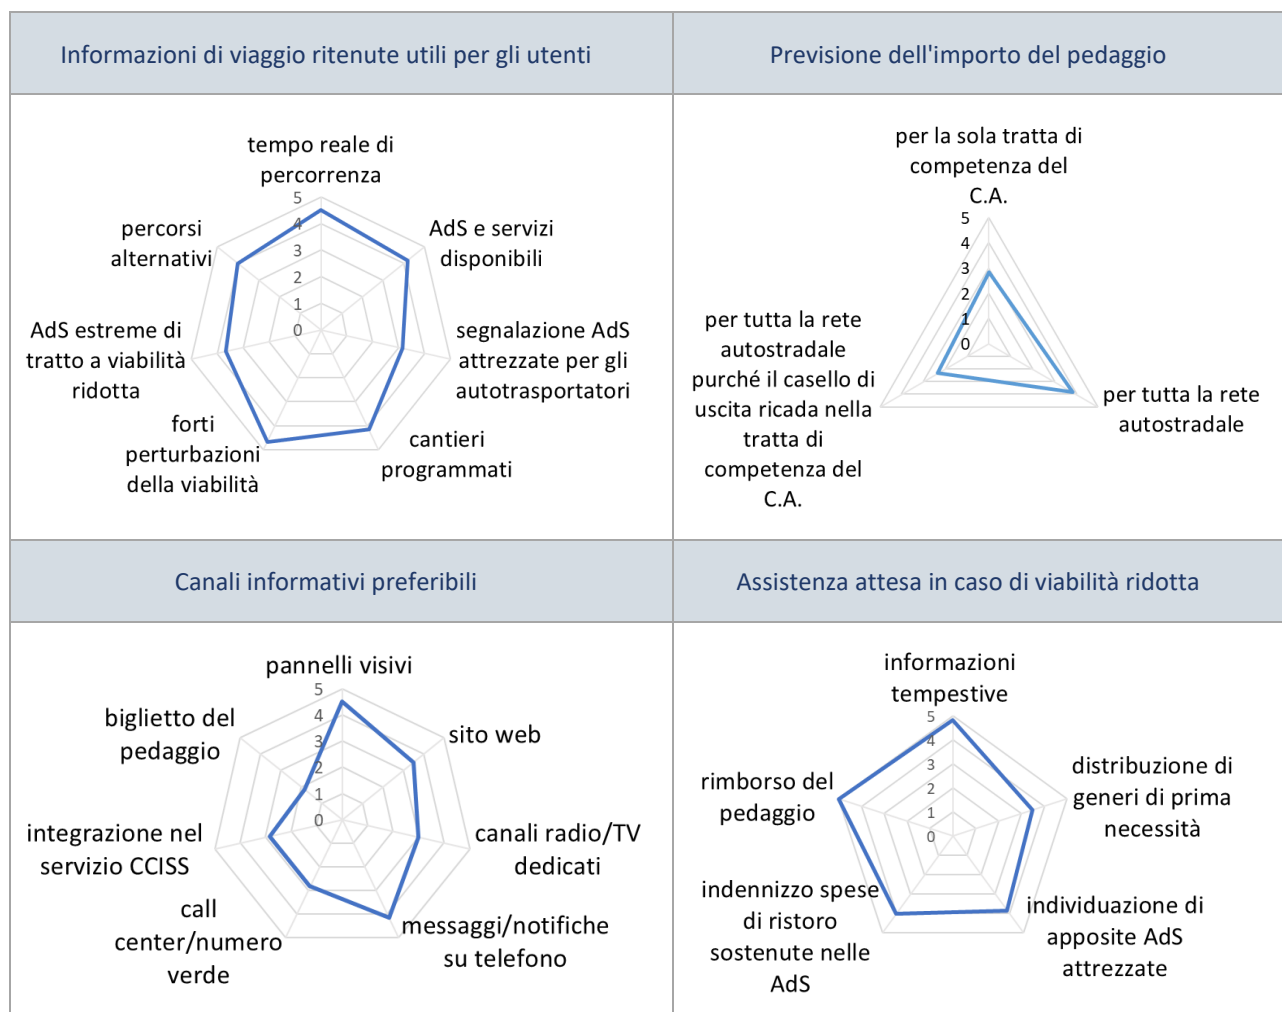 Informazioni di viaggio ritenute utili per gli utenti
tempo reale di
percorrenza
AdS e servizi
disponibili
segnalazione AdS
attrezzate per gli
autotrasportatori
cantieri
programmati
forti
perturbazioni
della viabilità
AdS estreme di
tratto a viabilità
ridotta
percorsi
alternativi
5
4
3
2
1
0
Previsione dell'importo del pedaggio
per la sola tratta di
competenza del
C.A.
5
4
3
2
1
0
per tutta la rete
autostradale
per tutta la rete
autostradale
purché il casello di
uscita ricada nella
tratta di
competenza del
C.A.
Canali informativi preferibili
pannelli visivi
sito web
canali radio/TV
dedicati
messaggi/notifiche
su telefono
call
center/numero
verde
integrazione nel
servizio CCISS
biglietto del
pedaggio
5
4
3
2
1
0
Assistenza attesa in caso di viabilità ridotta
informazioni
tempestive
distribuzione di
generi di prima
necessità
individuazione di
apposite AdS
attrezzate
indennizzo spese
di ristoro
sostenute nelle
AdS
rimborso del
pedaggio
5
4
3
2
1
0